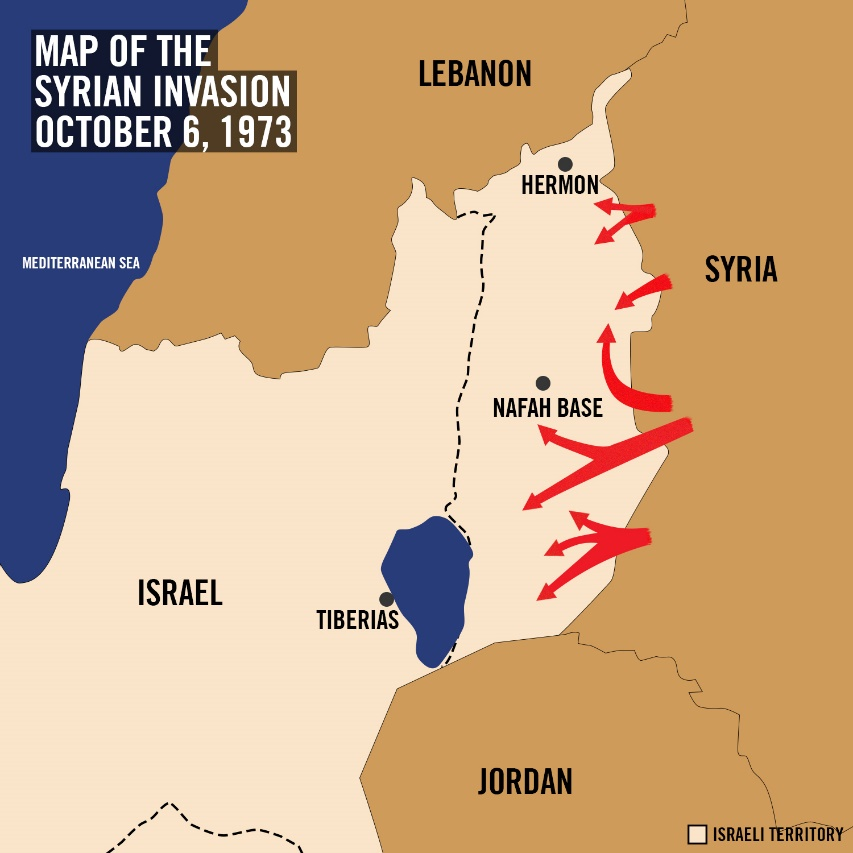 MAP OF THE
SYRIAN INVASION
OCTOBER 6, 1973
LEBANON
HERMON
MEDITERRANEAN SEA
SYRIA
NAFAH BASE
ISRAEL
TIBERIAS
JORDAN
ISRAELI TERRITORY